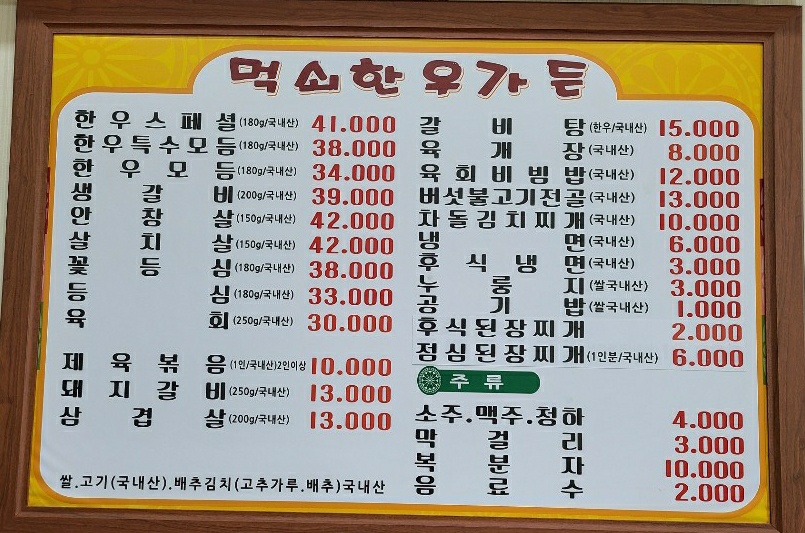 먹쇠한우가든
한우스페셜(180g/국내산) 41.000
한우특수모듬(180g/국내산) 38.000
한우모듬(180g/국내산) 34.000
생갈비(200g/국내산) 39.000
안창살(150g/국내산) 42.000
살치살(150g/국내산) 42.000
꽃등심(180g/국내산) 38.000
등심(180g/국내산) 33.000
육회(250g/국내산) 30.000
제육볶음(1인/국내산)2인이상 10.000
돼지갈비(250g/국내산) 13.000
삼겹살(200g/국내산) 13.000
쌀.고기(국내산).배추김치(고추가루.배추)국내산
갈비탕(한우/국내산) 15.000
육개장(국내산) 8.000
육회비빔밥(국내산) 12.000
버섯불고기전골(국내산) 13.000
차돌김치찌개(국내산) 10.000
냉면(국내산) 6.000
후식냉면(국내산) 3.000
누룽지(쌀국내산) 3.000
공기밥(쌀국내산) 1.000
후식된장찌개 2.000
점심된장찌개(1인분/국내산) 6.000
주류
소주.맥주.청하 4.000
막걸리 3.000
복분자 10.000
음료수 2.000